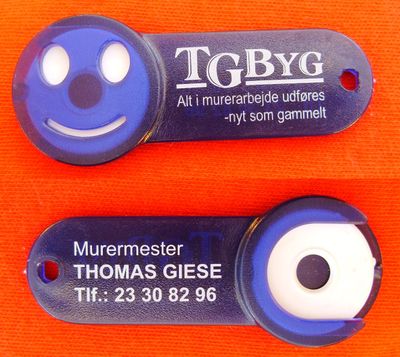 TGBYG
Alt i murerarbejde udføres
-nyt som gammelt
Murermester
THOMAS GIESE
Tlf.: 23 30 82 96